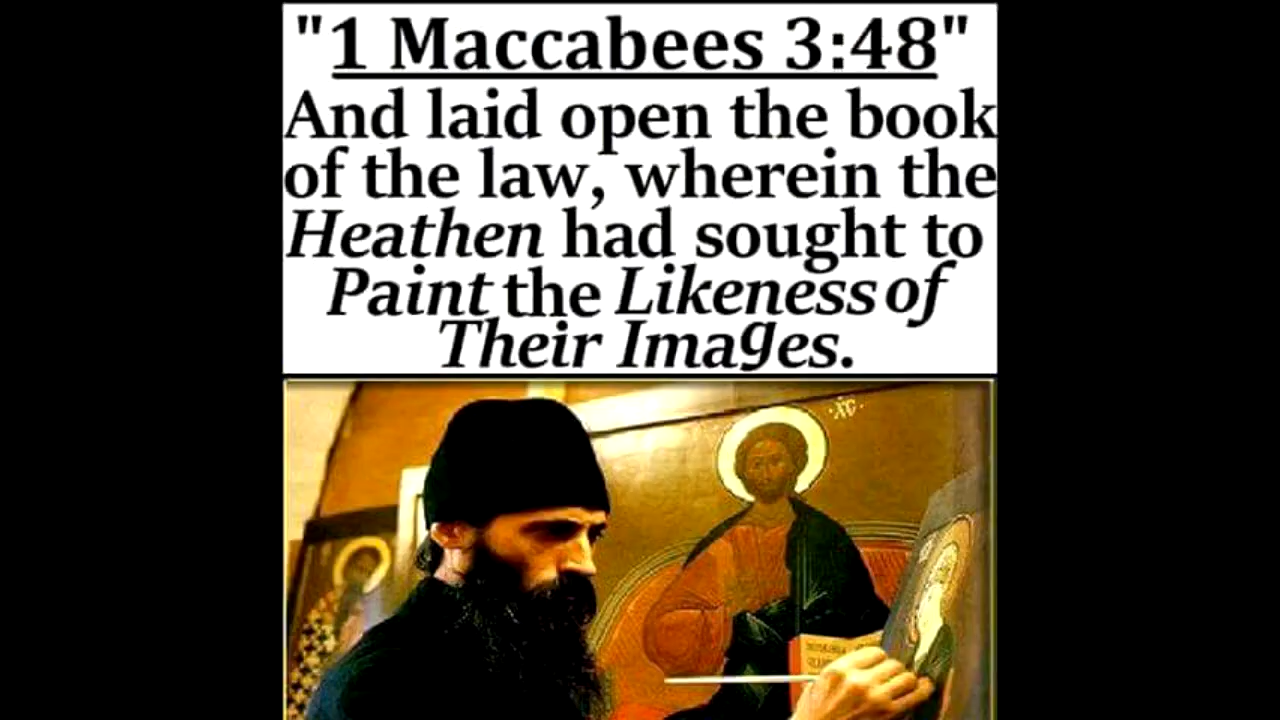 "1 Maccabees 3:48"
And laid open the book
of the law, wherein the
Heathen had sought to
Paint the Likeness of
Their Images.
·X̄C·